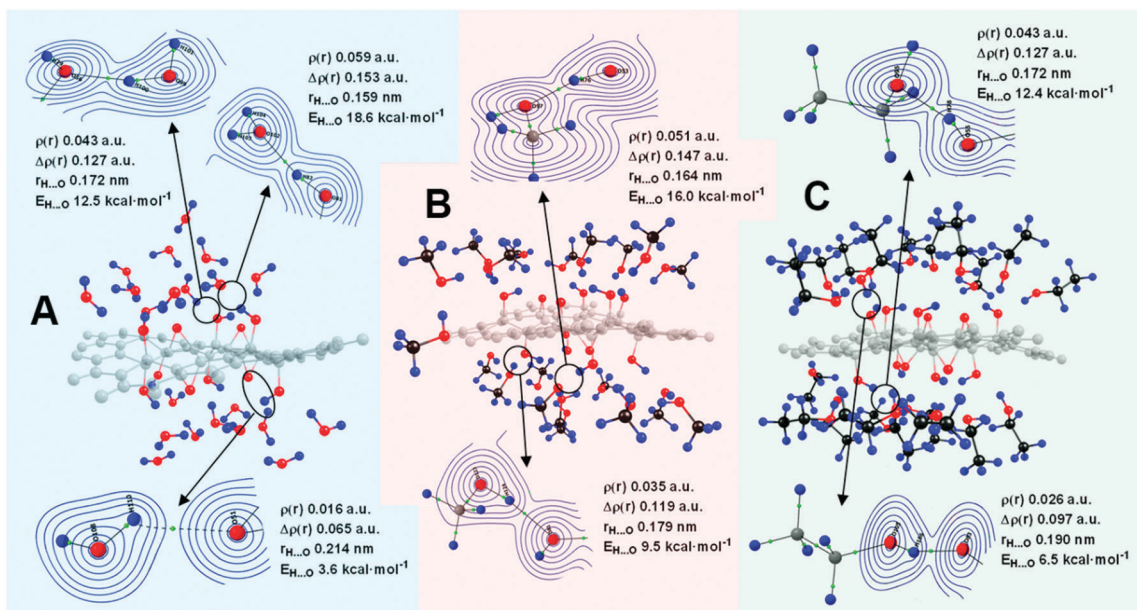 ρ(r) 0.059 a.u.
Δρ(r) 0.153 a.u.
rH...O 0.159 nm
EH...O 18.6 kcal·mol⁻¹
ρ(r) 0.043 a.u.
Δρ(r) 0.127 a.u.
rH...O 0.172 nm
EH...O 12.5 kcal·mol⁻¹
A
ρ(r) 0.016 a.u.
Δρ(r) 0.065 a.u.
rH...O 0.214 nm
EH...O 3.6 kcal·mol⁻¹
ρ(r) 0.051 a.u.
Δρ(r) 0.147 a.u.
rH...O 0.164 nm
EH...O 16.0 kcal·mol⁻¹
B
ρ(r) 0.035 a.u.
Δρ(r) 0.119 a.u.
rH...O 0.179 nm
EH...O 9.5 kcal·mol⁻¹
ρ(r) 0.043 a.u.
Δρ(r) 0.127 a.u.
rH...O 0.172 nm
EH...O 12.4 kcal·mol⁻¹
C
ρ(r) 0.026 a.u.
Δρ(r) 0.097 a.u.
rH...O 0.190 nm
EH...O 6.5 kcal·mol⁻¹